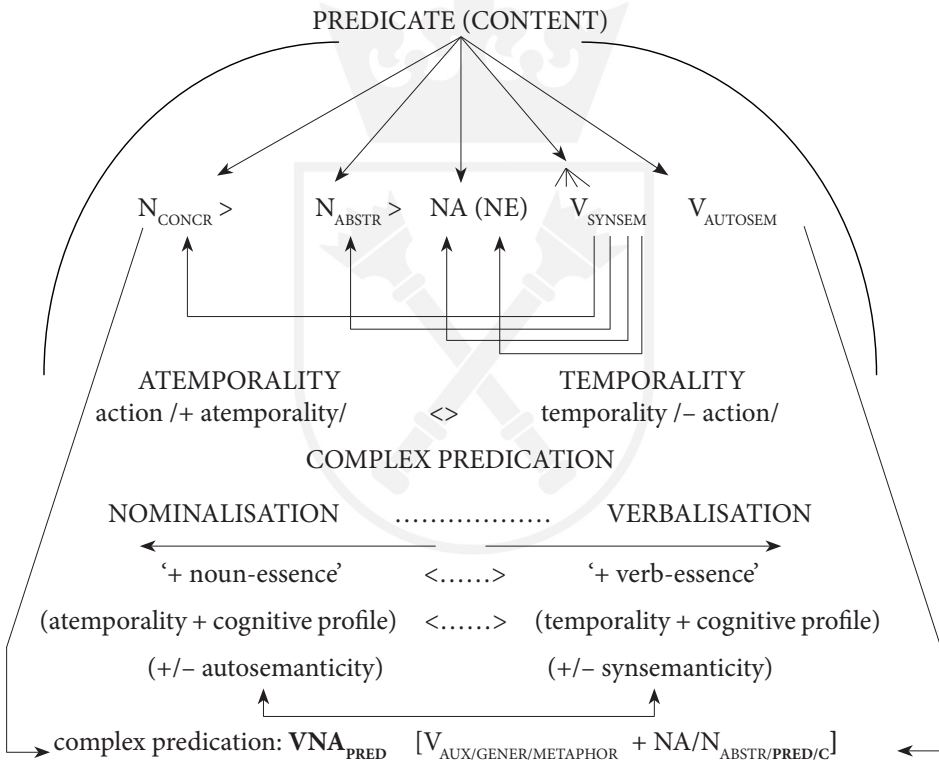 PREDICATE (CONTENT)
N_CONCR > N_ABSTR > NA (NE) V_SYNSEM V_AUTOSEM
ATEMPORALITY TEMPORALITY
action /+ atemporality/ <> temporality /– action/
COMPLEX PREDICATION
NOMINALISATION .................. VERBALISATION
‘+ noun-essence’ <......> ‘+ verb-essence’
(atemporality + cognitive profile) <......> (temporality + cognitive profile)
(+/– autosemanticity) (+/– synsemanticity)
complex predication: VNA_PRED [V_AUX/GENER/METAPHOR + NA/N_ABSTR/PRED/C]